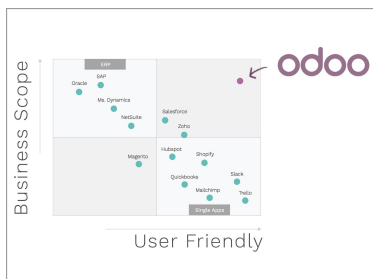 odoo
ERP
SAP
Oracle
Ms. Dynamics
NetSuite
Salesforce
Zoho
Magento
Hubspot
Shopify
Quickbooks
Slack
Mailchimp
Trello
Single Apps
Business Scope
User Friendly